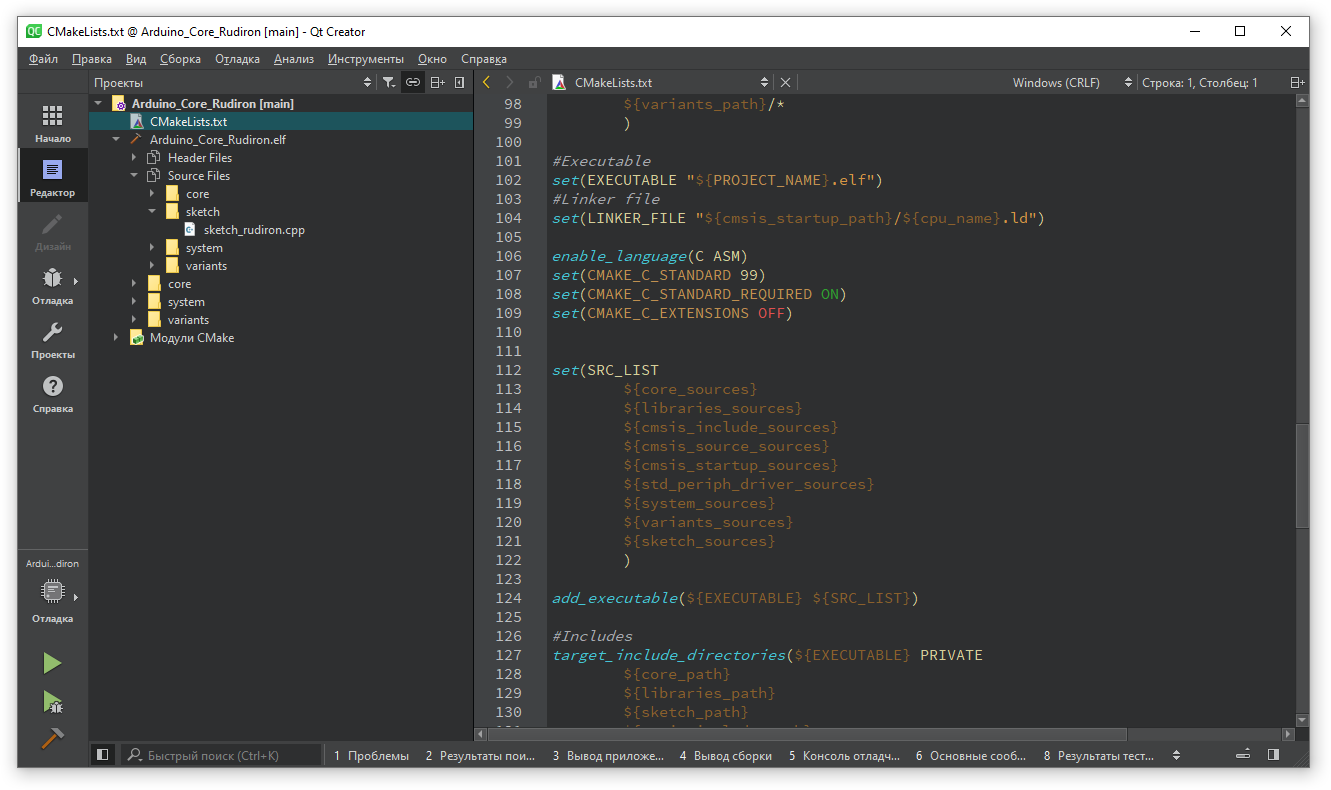 CMakeLists.txt @ Arduino_Core_Rudiron [main] - Qt Creator
Файл Правка Вид Сборка Отладка Анализ Инструменты Окно Справка
Проекты
CMakeLists.txt
Windows (CRLF)
Строка: 1, Столбец: 1
Начало
Редактор
Дизайн
Отладка
Проекты
Справка
Ardui...diron
Отладка
Arduino_Core_Rudiron [main]
CMakeLists.txt
Arduino_Core_Rudiron.elf
Header Files
Source Files
core
sketch
sketch_rudiron.cpp
system
variants
core
system
variants
Модули CMake
98 ${variants_path}/*
99 )
100
101 #Executable
102 set(EXECUTABLE "${PROJECT_NAME}.elf")
103 #Linker file
104 set(LINKER_FILE "${cmsis_startup_path}/${cpu_name}.ld")
105
106 enable_language(C ASM)
107 set(CMAKE_C_STANDARD 99)
108 set(CMAKE_C_STANDARD_REQUIRED ON)
109 set(CMAKE_C_EXTENSIONS OFF)
110
111
112 set(SRC_LIST
113 ${core_sources}
114 ${libraries_sources}
115 ${cmsis_include_sources}
116 ${cmsis_source_sources}
117 ${cmsis_startup_sources}
118 ${std_periph_driver_sources}
119 ${system_sources}
120 ${variants_sources}
121 ${sketch_sources}
122 )
123
124 add_executable(${EXECUTABLE} ${SRC_LIST})
125
126 #Includes
127 target_include_directories(${EXECUTABLE} PRIVATE
128 ${core_path}
129 ${libraries_path}
130 ${sketch_path}
Быстрый поиск (Ctrl+K)
1 Проблемы 2 Результаты пои... 3 Вывод приложе... 4 Вывод сборки 5 Консоль отладч... 6 Основные сооб... 8 Результаты тест...